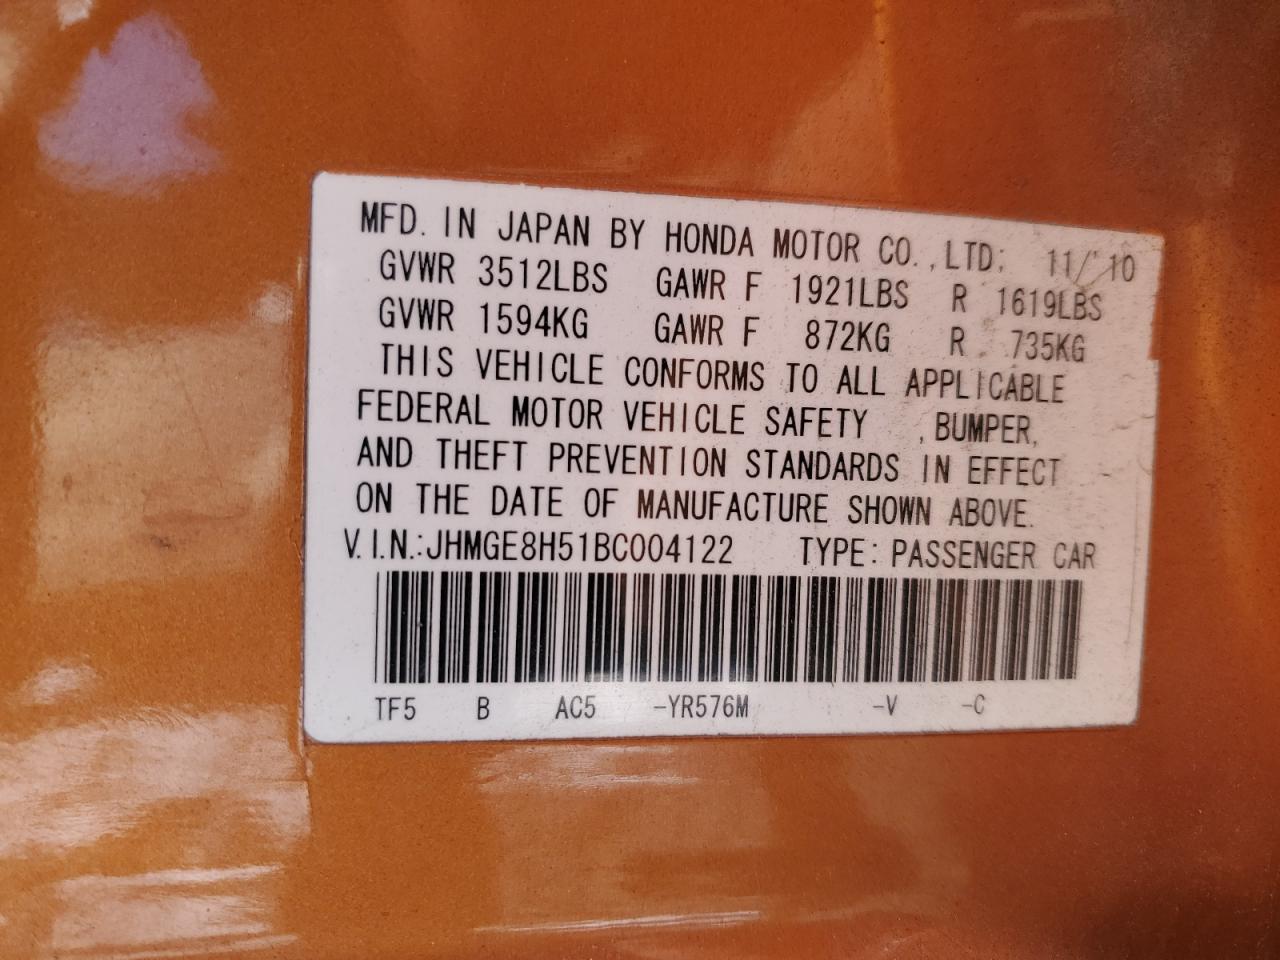 MFD. IN JAPAN BY HONDA MOTOR CO.,LTD; 11/'10
GVWR 3512LBS GAWR F 1921LBS R 1619LBS
GVWR 1594KG GAWR F 872KG R 735KG
THIS VEHICLE CONFORMS TO ALL APPLICABLE
FEDERAL MOTOR VEHICLE SAFETY , BUMPER,
AND THEFT PREVENTION STANDARDS IN EFFECT
ON THE DATE OF MANUFACTURE SHOWN ABOVE.
V.I.N.:JHMGE8H51BC004122 TYPE: PASSENGER CAR
TF5 B AC5 -YR576M -V -C